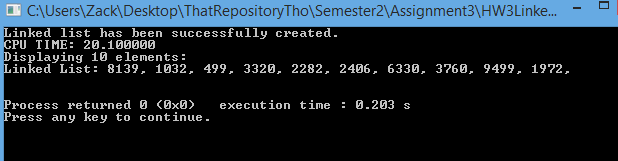 C:\Users\Zack\Desktop\ThatRepositoryTho\Semester2\Assignment3\HW3Linke...
Linked list has been successfully created.
CPU TIME: 20.100000
Displaying 10 elements:
Linked List: 8139, 1032, 499, 3320, 2282, 2406, 6330, 3760, 9499, 1972,
Process returned 0 (0x0)   execution time : 0.203 s
Press any key to continue.